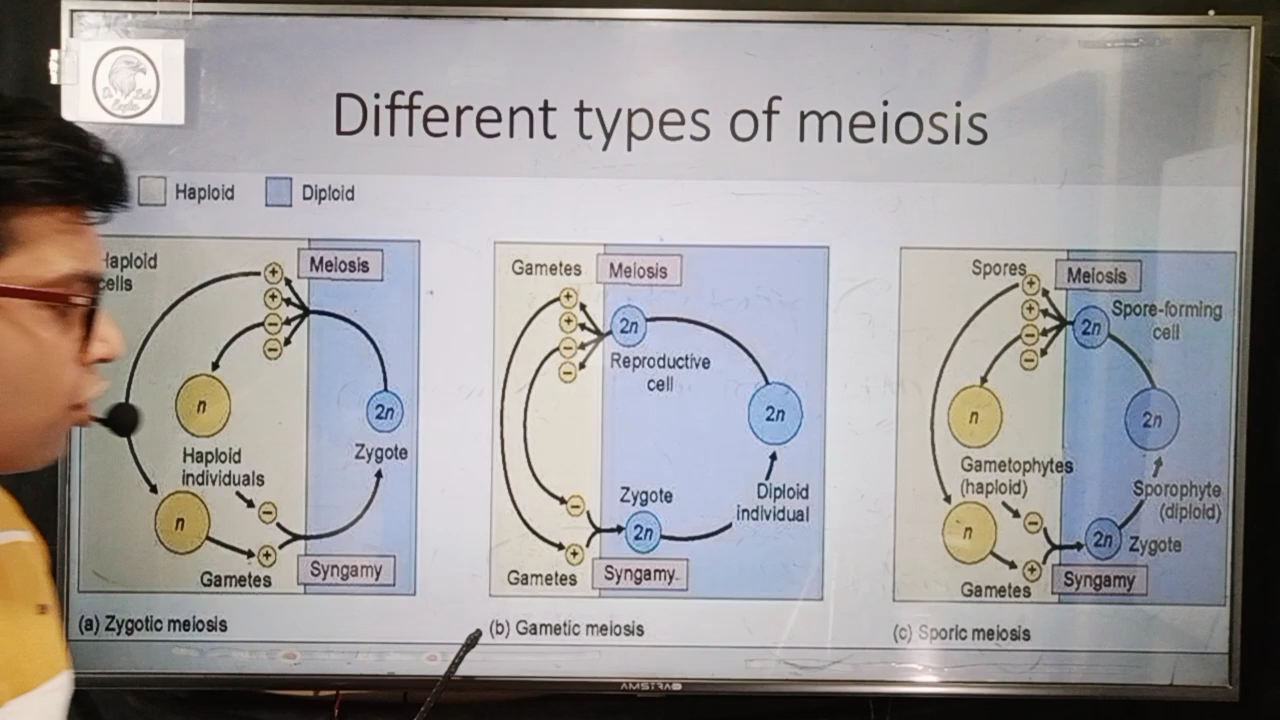 Different types of meiosis
Haploid
Diploid
Haploid
cells
+
+
−
−
Meiosis
n
2n
Zygote
Haploid
individuals
n
−
+
Gametes
Syngamy
(a) Zygotic meiosis
Gametes
Meiosis
+
+
−
−
2n
Reproductive
cell
2n
Diploid
individual
Zygote
−
2n
+
Gametes
Syngamy
(b) Gametic meiosis
Spores
Meiosis
+
+
−
−
2n
Spore-forming
cell
n
2n
Gametophytes
(haploid)
Sporophyte
(diploid)
n
−
2n
Zygote
+
Gametes
Syngamy
(c) Sporic meiosis
AMSTRAD